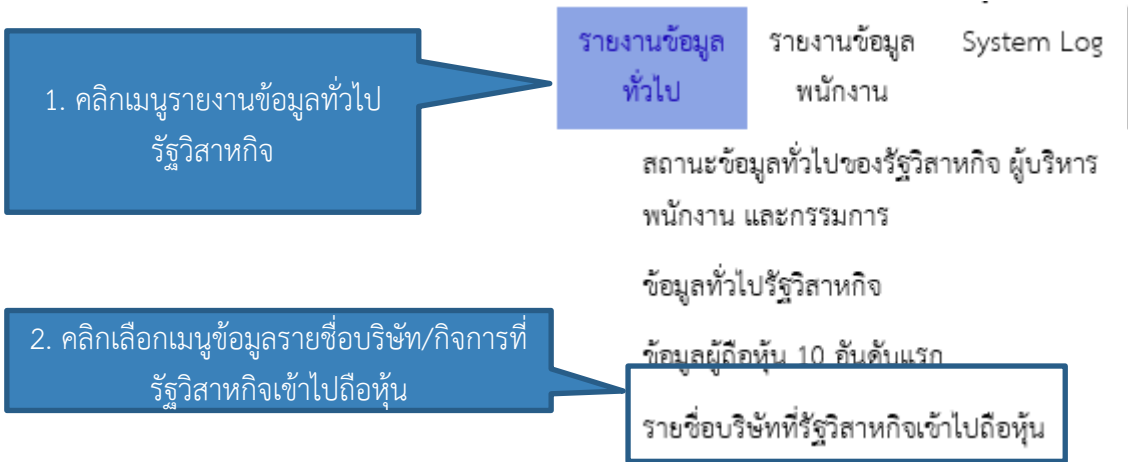 รายงานข้อมูล รายงานข้อมูล System Log
ทั่วไป พนักงาน
1. คลิกเมนูรายงานข้อมูลทั่วไป
รัฐวิสาหกิจ
สถานะข้อมูลทั่วไปของรัฐวิสาหกิจ ผู้บริหาร
พนักงาน และกรรมการ
ข้อมูลทั่วไปรัฐวิสาหกิจ
2. คลิกเลือกเมนูข้อมูลรายชื่อบริษัท/กิจการที่
รัฐวิสาหกิจเข้าไปถือหุ้น
ข้อมูลผู้ถือหุ้น 10 อันดับแรก
รายชื่อบริษัทที่รัฐวิสาหกิจเข้าไปถือหุ้น